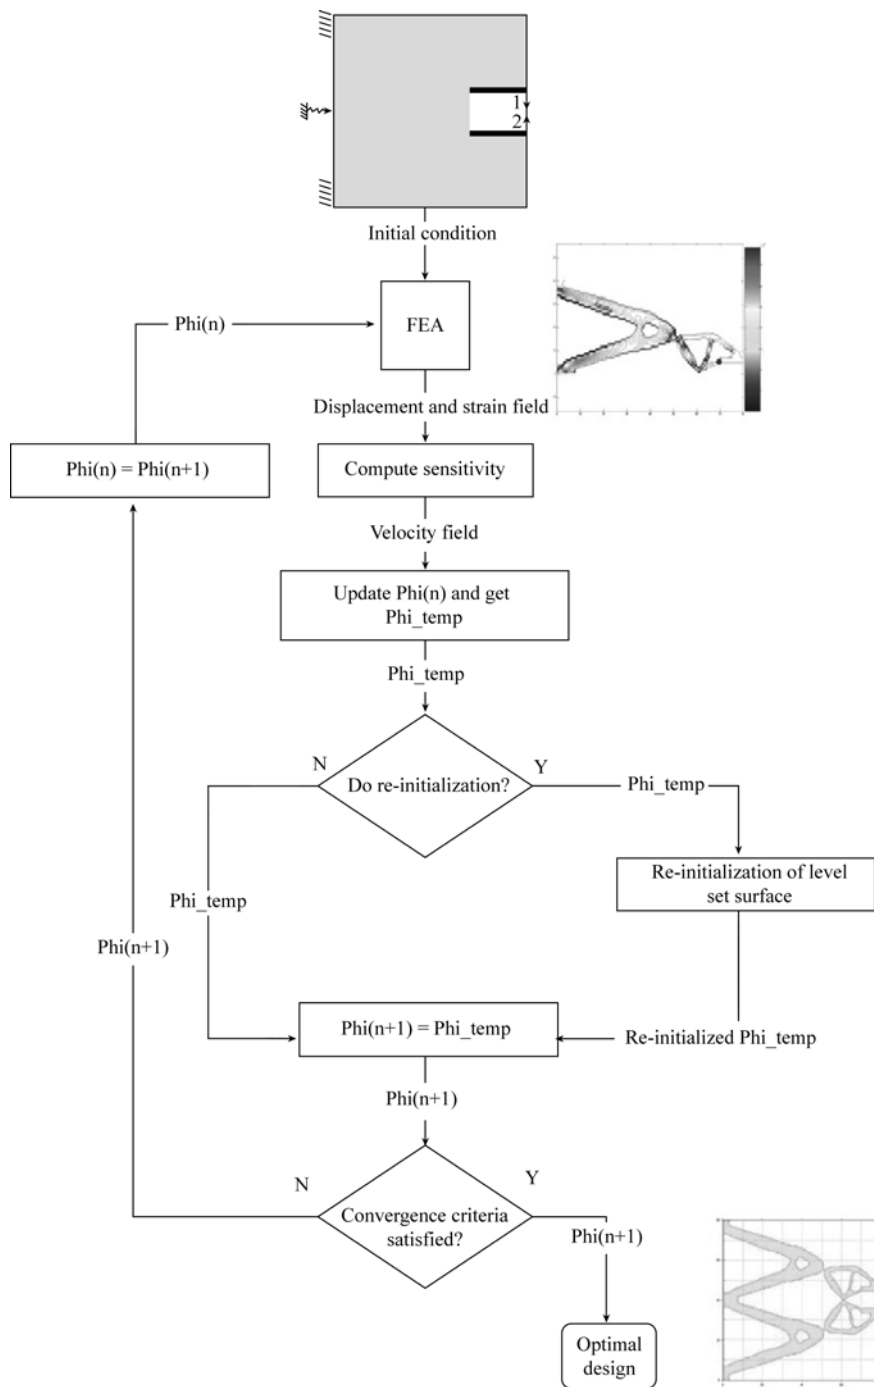 1
2
Initial condition
Phi(n)
FEA
Displacement and strain field
Phi(n) = Phi(n+1)
Compute sensitivity
Velocity field
Update Phi(n) and get
Phi_temp
Phi_temp
N
Y
Do re-initialization?
Phi_temp
Re-initialization of level
set surface
Phi_temp
Phi(n+1)
Phi(n+1) = Phi_temp
Re-initialized Phi_temp
Phi(n+1)
N
Y
Convergence criteria
satisfied?
Phi(n+1)
Optimal
design